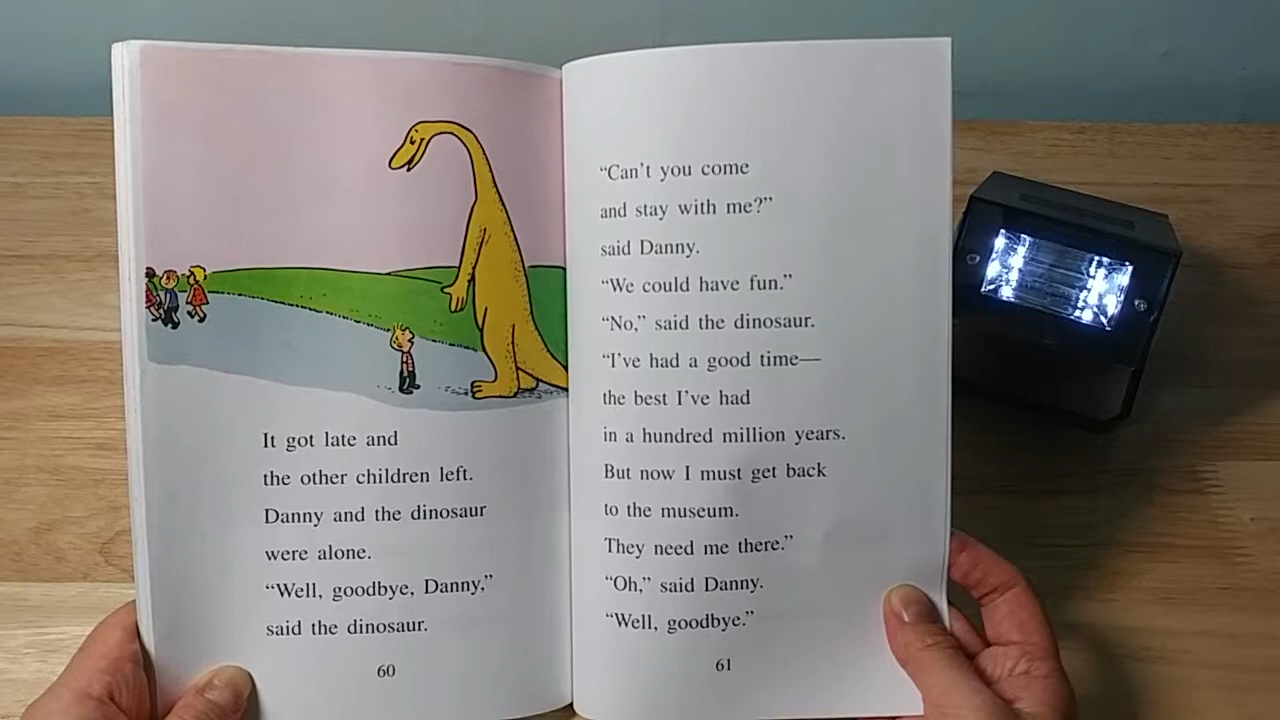 It got late and
the other children left.
Danny and the dinosaur
were alone.
“Well, goodbye, Danny,”
said the dinosaur.
60
“Can’t you come
and stay with me?”
said Danny.
“We could have fun.”
“No,” said the dinosaur.
“I’ve had a good time—
the best I’ve had
in a hundred million years.
But now I must get back
to the museum.
They need me there.”
“Oh,” said Danny.
“Well, goodbye.”
61